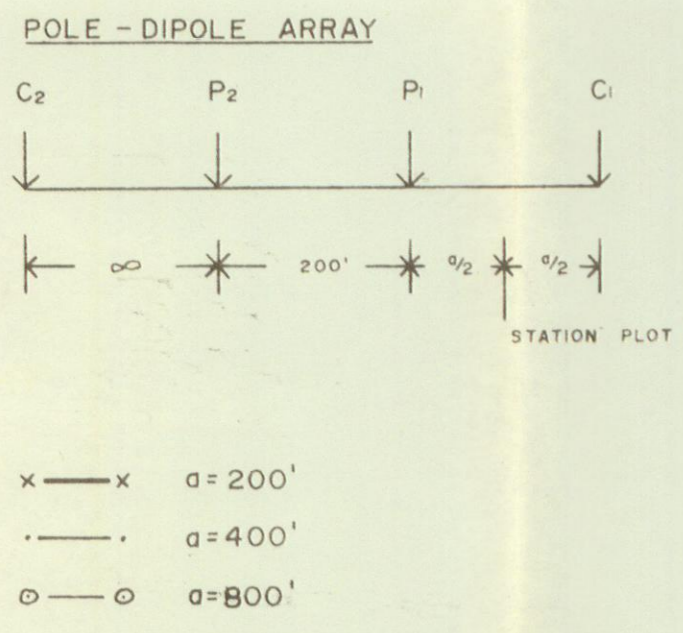 POLE - DIPOLE ARRAY
C2 P2 P1 C1
∞ 200' a/2 a/2
STATION PLOT
x x a = 200'
a = 400'
a = 800'